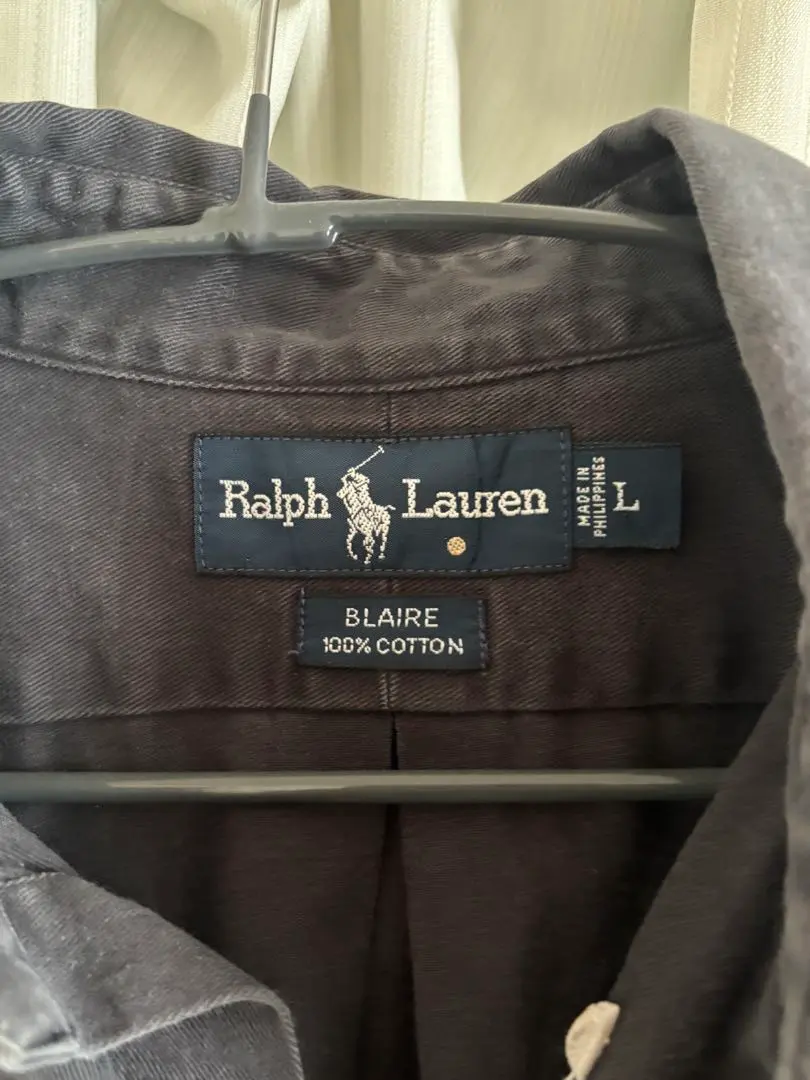 Ralph Lauren
MADE IN
PHILIPPINES
L
BLAIRE
100% COTTON